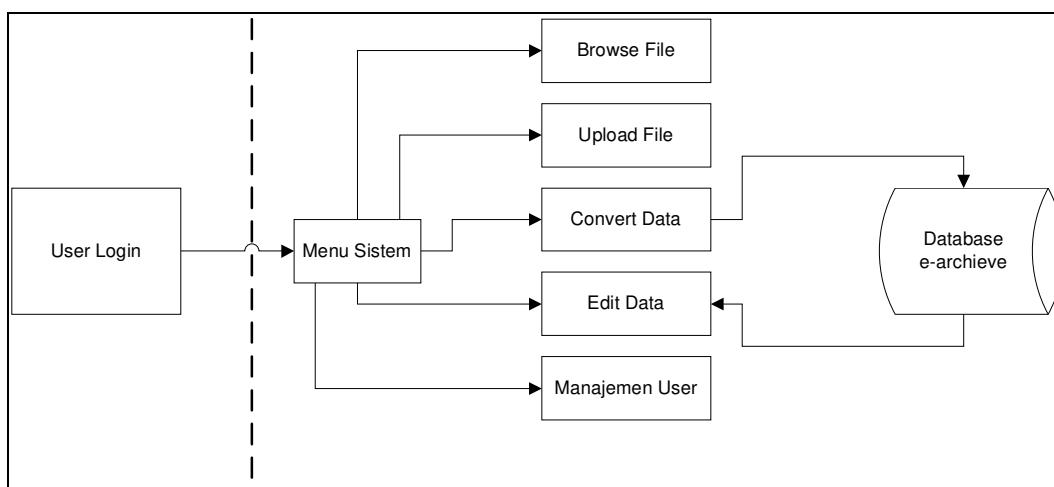 Browse File
Upload File
User Login
Menu Sistem
Convert Data
Database
e-archieve
Edit Data
Manajemen User